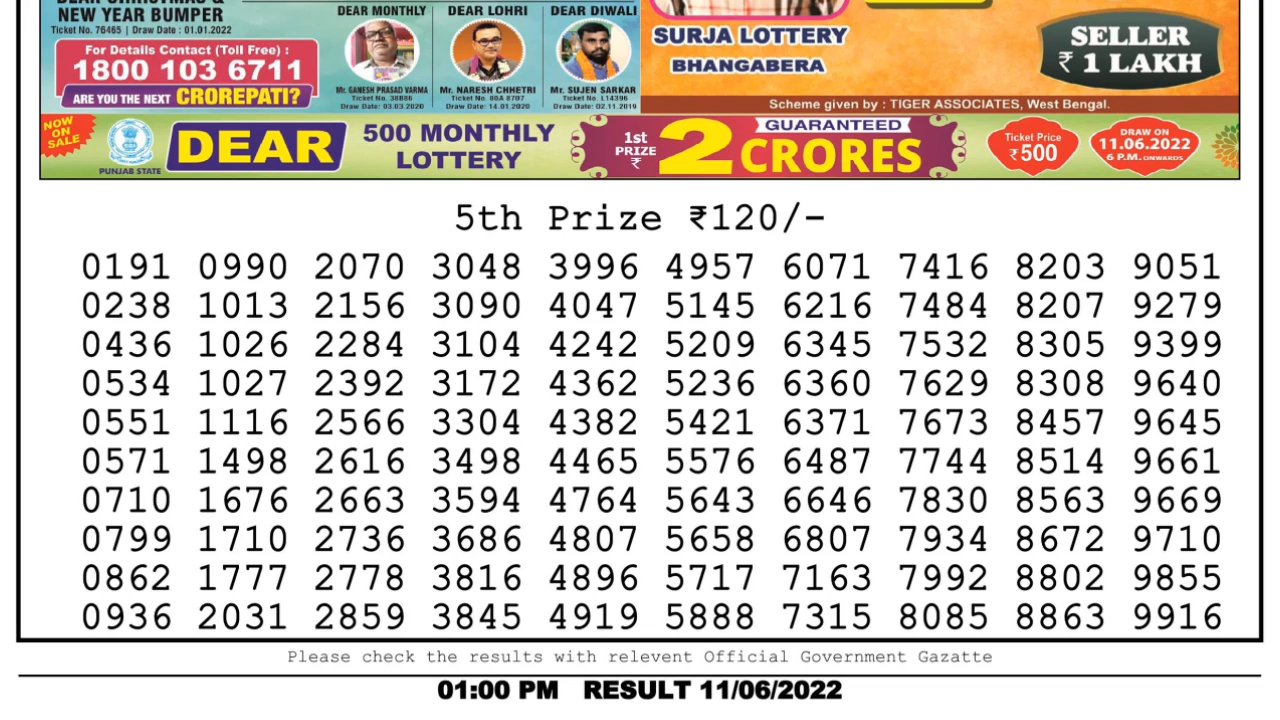 DEAR CHRISTMAS &
NEW YEAR BUMPER
Ticket No. 76465 | Draw Date : 01.01.2022
For Details Contact (Toll Free) :
1800 103 6711
ARE YOU THE NEXT CROREPATI?
DEAR MONTHLY
Mr. GANESH PRASAD VARMA
Ticket No. 38B86
Draw Date: 03.03.2020
DEAR LOHRI
Mr. NARESH CHHETRI
Ticket No. 80A 8707
Draw Date: 14.01.2020
DEAR DIWALI
Mr. SUJEN SARKAR
Ticket No. L14396
Draw Date: 02.11.2019
SURJA LOTTERY
BHANGABERA
SELLER
₹ 1 LAKH
Scheme given by : TIGER ASSOCIATES, West Bengal.
NOW
ON
SALE
PUNJAB STATE
DEAR
500 MONTHLY
LOTTERY
1st
PRIZE
₹
2
GUARANTEED
CRORES
Ticket Price
₹500
DRAW ON
11.06.2022
6 P.M. ONWARDS
5th Prize ₹120/-
0191 0990 2070 3048 3996 4957 6071 7416 8203 9051
0238 1013 2156 3090 4047 5145 6216 7484 8207 9279
0436 1026 2284 3104 4242 5209 6345 7532 8305 9399
0534 1027 2392 3172 4362 5236 6360 7629 8308 9640
0551 1116 2566 3304 4382 5421 6371 7673 8457 9645
0571 1498 2616 3498 4465 5576 6487 7744 8514 9661
0710 1676 2663 3594 4764 5643 6646 7830 8563 9669
0799 1710 2736 3686 4807 5658 6807 7934 8672 9710
0862 1777 2778 3816 4896 5717 7163 7992 8802 9855
0936 2031 2859 3845 4919 5888 7315 8085 8863 9916
Please check the results with relevent Official Government Gazatte
01:00 PM RESULT 11/06/2022